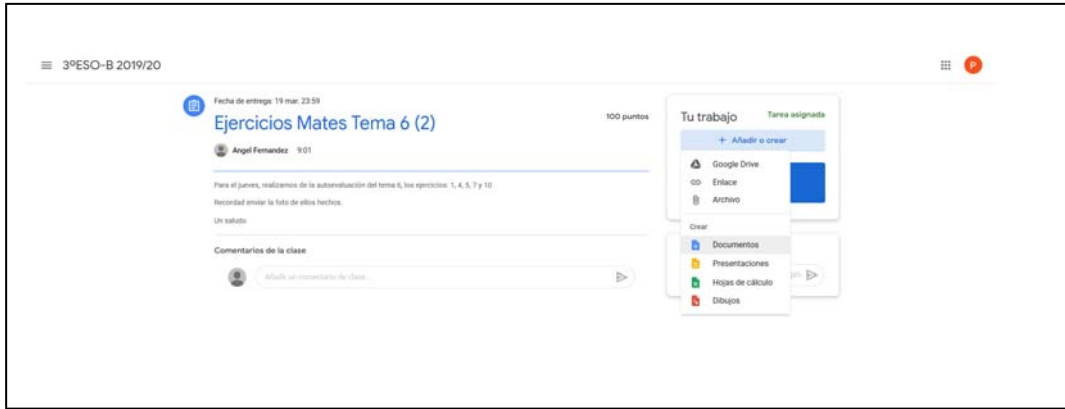 3ºESO-B 2019/20
P
Fecha de entrega: 19 mar. 23:59
Ejercicios Mates Tema 6 (2)
100 puntos
Angel Fernandez 9:01
Para el jueves, realizamos de la autoevaluación del tema 6, los ejercicios: 1, 4, 5, 7 y 10
Recordad enviar la foto de ellos hechos.
Un saludo
Comentarios de la clase
Añadir un comentario de clase...
Tu trabajo
Tarea asignada
+ Añadir o crear
Google Drive
Enlace
Archivo
Crear
Documentos
Presentaciones
Hojas de cálculo
Dibujos